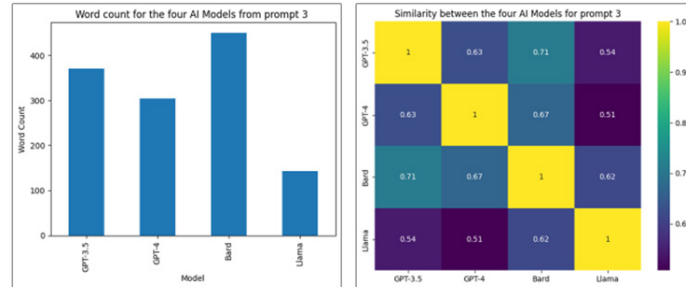 Word count for the four AI Models from prompt 3
400
300
200
100
0
Word Count
GPT-3.5
GPT-4
Bard
Llama
Model
Similarity between the four AI Models for prompt 3
GPT-3.5
GPT-4
Bard
Llama
1 0.63 0.71 0.54
0.63 1 0.67 0.51
0.71 0.67 1 0.62
0.54 0.51 0.62 1
GPT-3.5 GPT-4 Bard Llama
1.0
0.9
0.8
0.7
0.6